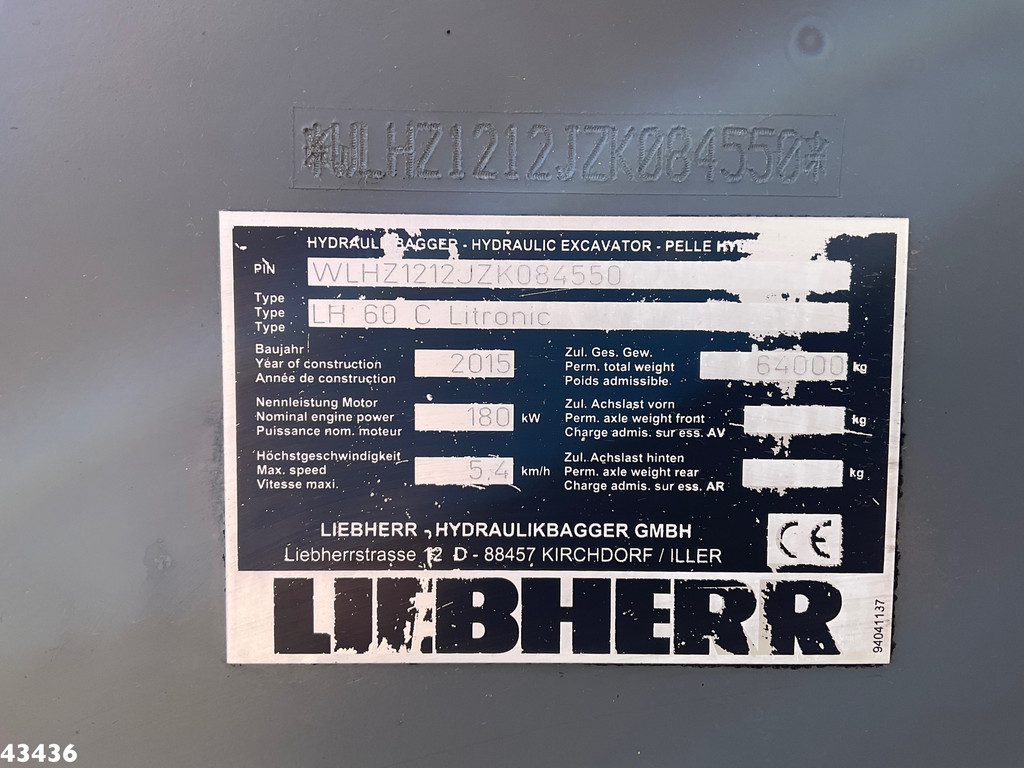 *WLHZ1212JZK084550*
HYDRAULIKBAGGER - HYDRAULIC EXCAVATOR - PELLE
PIN WLHZ1212JZK084550
Type
Type LH 60 C Litronic
Type
Baujahr
Year of construction 2015
Année de construction
Zul. Ges. Gew.
Perm. total weight 64000 kg
Poids admissible
Nennleistung Motor
Nominal engine power 180 kW
Puissance nom. moteur
Zul. Achslast vorn
Perm. axle weight front kg
Charge admis. sur ess. AV
Höchstgeschwindigkeit
Max. speed 5,4 km/h
Vitesse maxi.
Zul. Achslast hinten
Perm. axle weight rear kg
Charge admis. sur ess. AR
LIEBHERR - HYDRAULIKBAGGER GMBH
Liebherrstrasse 12 D - 88457 KIRCHDORF / ILLER
CE
LIEBHERR
94041137
43436